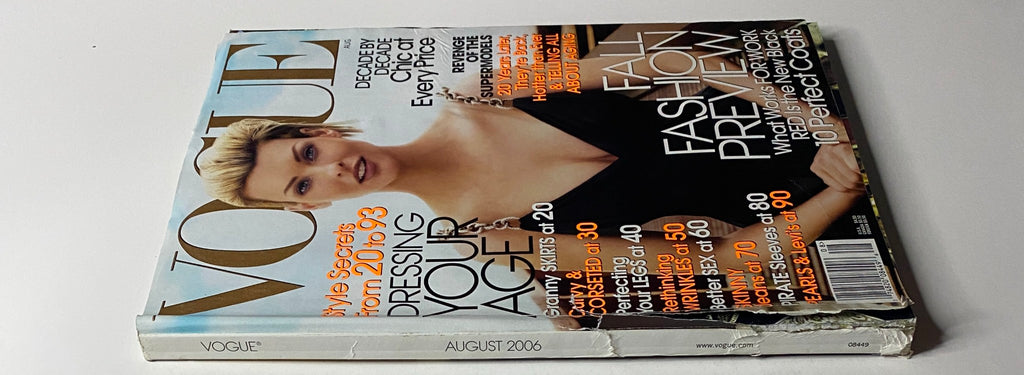 VOGUE
AUG
DECADE BY
DECADE
Chic at
Every Price
REVENGE
OF THE
SUPERMODELS
20 Years Later,
They're Back,
Hotter than Ever
& TELLING ALL
ABOUT AGING
FALL
FASHION
PREVIEW
What Works FOR WORK
RED Is the New Black
10 Perfect Coats
Style Secrets
from 20 to 93
DRESSING
YOUR
AGE
Granny SKIRTS at 20
Carry &
CORSETED at 30
Perfecting
Your LEGS at 40
Rethinking
WRINKLES at 50
Better SEX at 60
SKINNY
Jeans at 70
PIRATE Sleeves at 80
PEARLS & Levi's at 90
08
VOGUE®
AUGUST 2006
www.vogue.com
08449